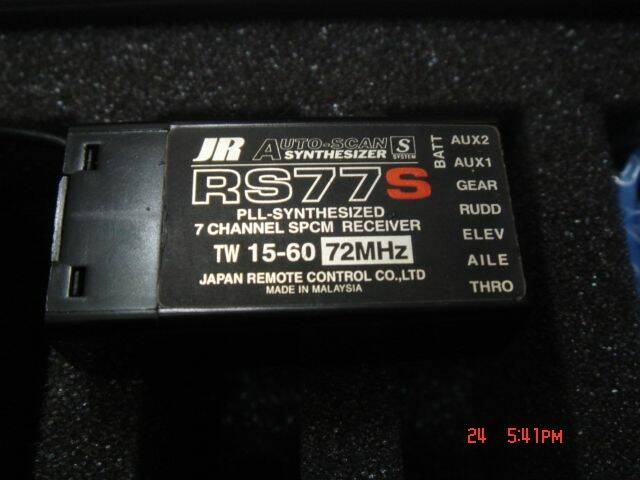 JR AUTO-SCAN SYNTHESIZER S SYSTEM
RS77S
PLL-SYNTHESIZED
7 CHANNEL SPCM RECEIVER
TW 15-60 72MHz
JAPAN REMOTE CONTROL CO.,LTD
MADE IN MALAYSIA
BATT
AUX2
AUX1
GEAR
RUDD
ELEV
AILE
THRO
24 5:41PM